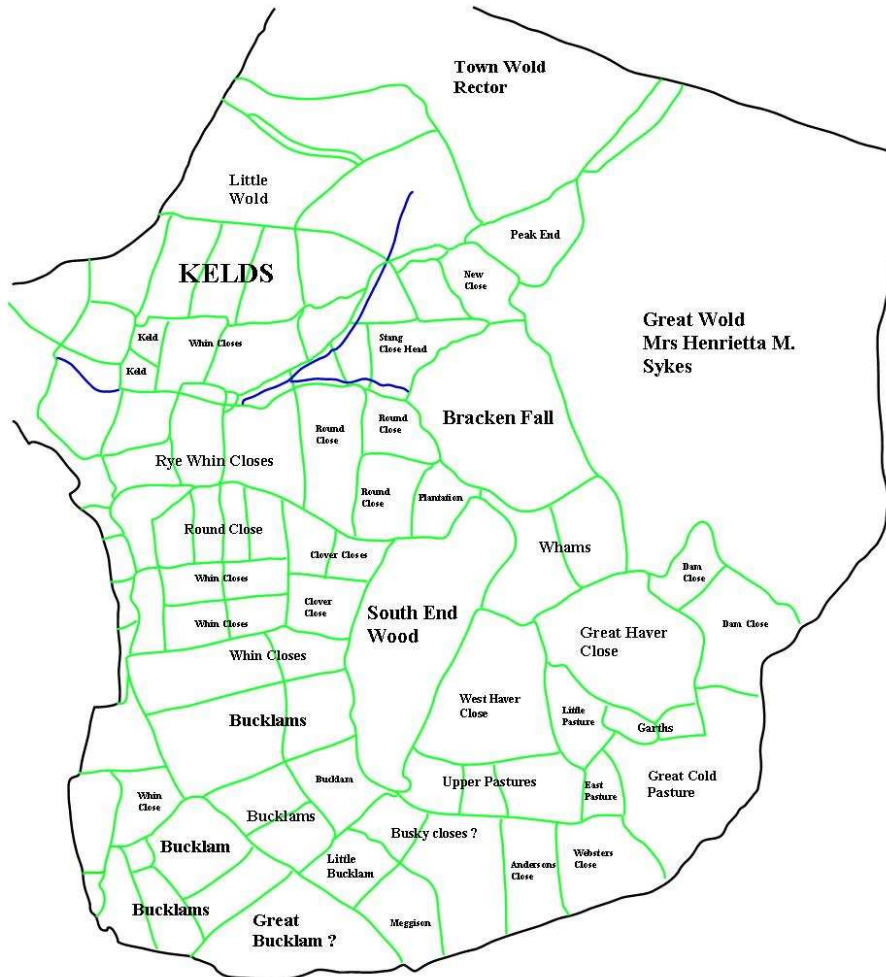 Town Wold
Rector
Little
Wold
Peak End
KELDS
New
Close
Great Wold
Mrs Henrietta M.
Sykes
Keld
Whin Closes
Stang
Close Head
Keld
Bracken Fall
Round
Close
Round
Close
Rye Whin Closes
Round
Close
Plantation
Round Close
Clover Closes
Whams
Dam
Close
Whin Closes
Clover
Close
South End
Wood
Whin Closes
Great Haver
Close
Dam Close
Whin Closes
West Haver
Close
Little
Pasture
Bucklams
Garths
Bucklam
Upper Pastures
East
Pasture
Great Cold
Pasture
Whin
Close
Bucklams
Busky closes ?
Bucklam
Little
Bucklam
Andersons
Close
Websters
Close
Bucklams
Great
Bucklam ?
Meggison